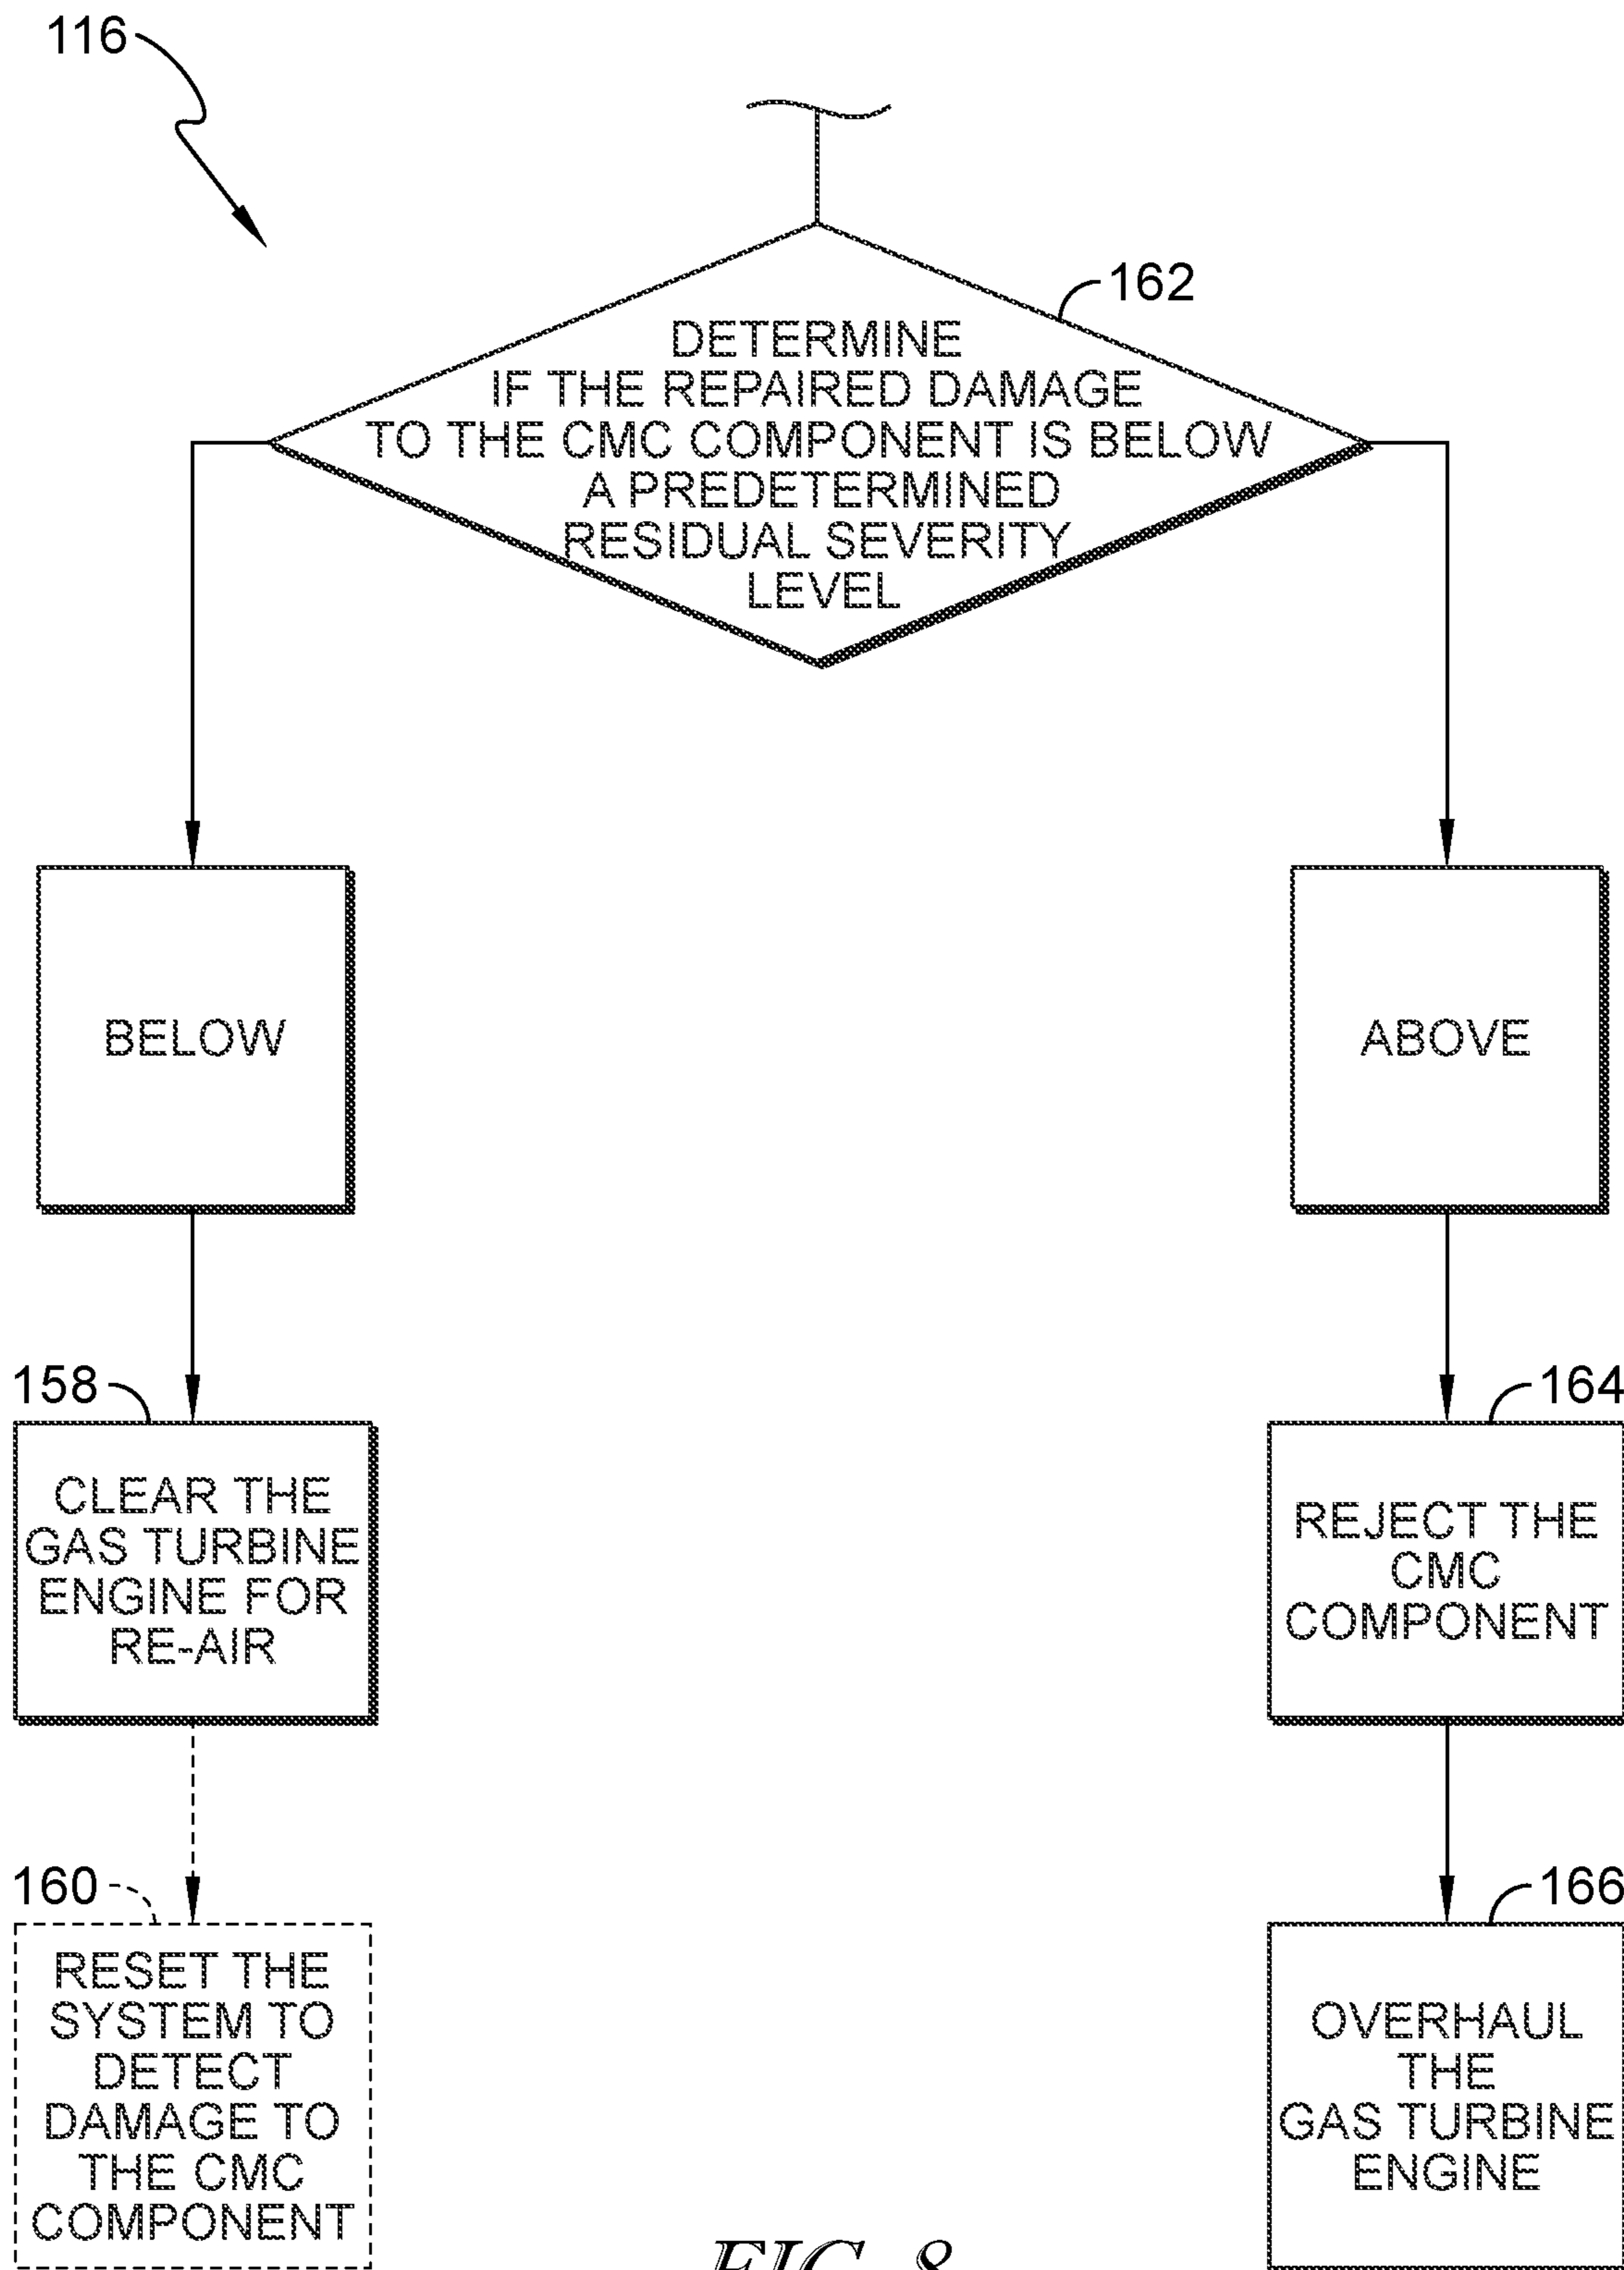 116
162
DETERMINE
IF THE REPAIRED DAMAGE
TO THE CMC COMPONENT IS BELOW
A PREDETERMINED
RESIDUAL SEVERITY
LEVEL
BELOW
ABOVE
158
CLEAR THE
GAS TURBINE
ENGINE FOR
RE-AIR
164
REJECT THE
CMC
COMPONENT
160
RESET THE
SYSTEM TO
DETECT
DAMAGE TO
THE CMC
COMPONENT
166
OVERHAUL
THE
GAS TURBINE
ENGINE
FIG. 8